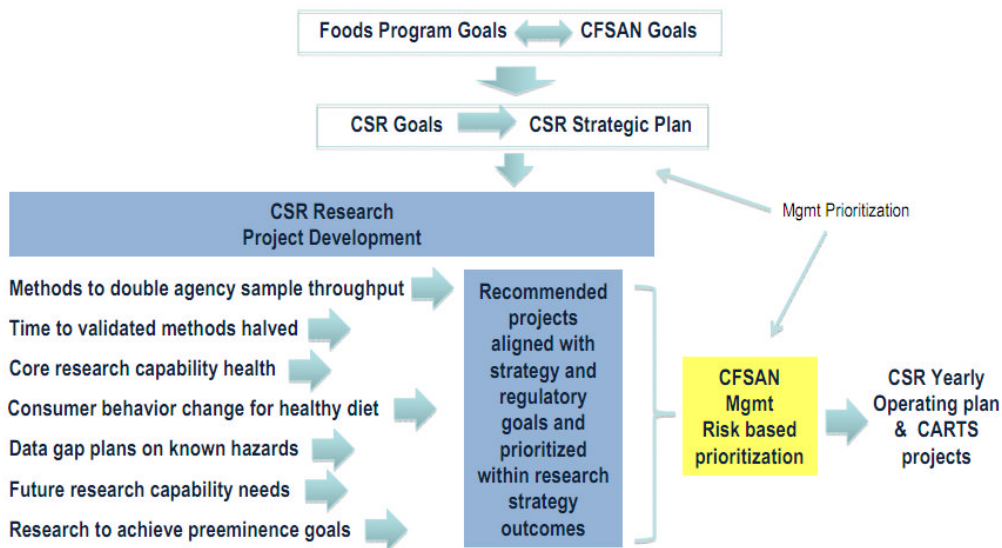 Foods Program Goals CFSAN Goals
CSR Goals CSR Strategic Plan
Mgmt Prioritization
CSR Research
Project Development
Methods to double agency sample throughput
Time to validated methods halved
Core research capability health
Consumer behavior change for healthy diet
Data gap plans on known hazards
Future research capability needs
Research to achieve preeminence goals
Recommended
projects
aligned with
strategy and
regulatory
goals and
prioritized
within research
strategy
outcomes
CFSAN
Mgmt
Risk based
prioritization
CSR Yearly
Operating plan
& CARTS
projects